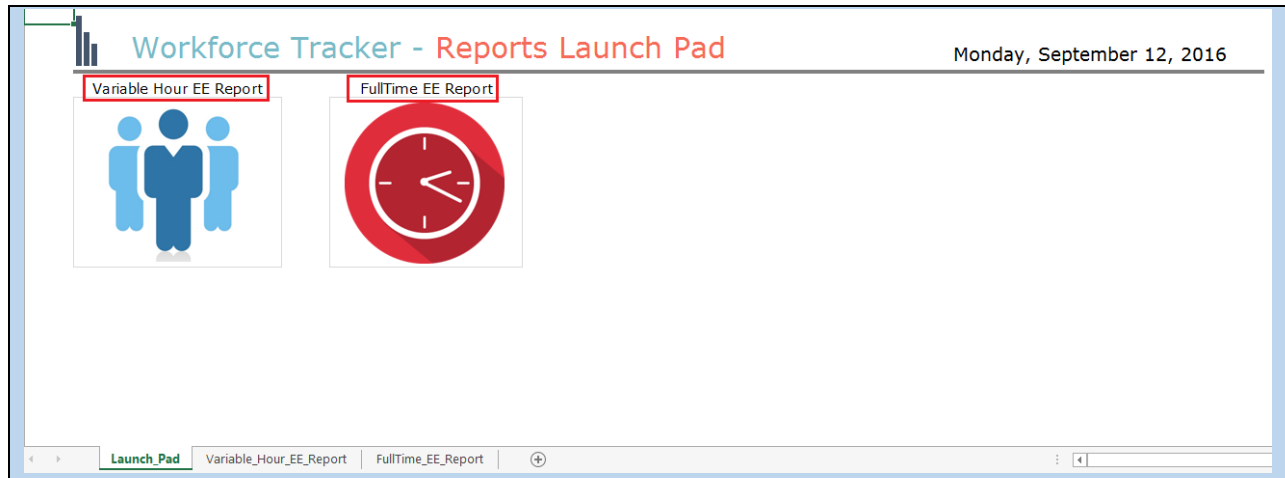 Workforce Tracker - Reports Launch Pad
Monday, September 12, 2016
Variable Hour EE Report
FullTime EE Report
Launch_Pad
Variable_Hour_EE_Report
FullTime_EE_Report